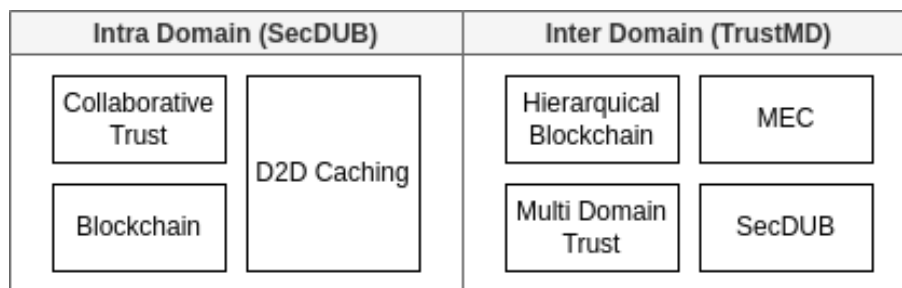 Intra Domain (SecDUB)
Inter Domain (TrustMD)
Collaborative
Trust
Blockchain
D2D Caching
Hierarquical
Blockchain
MEC
Multi Domain
Trust
SecDUB